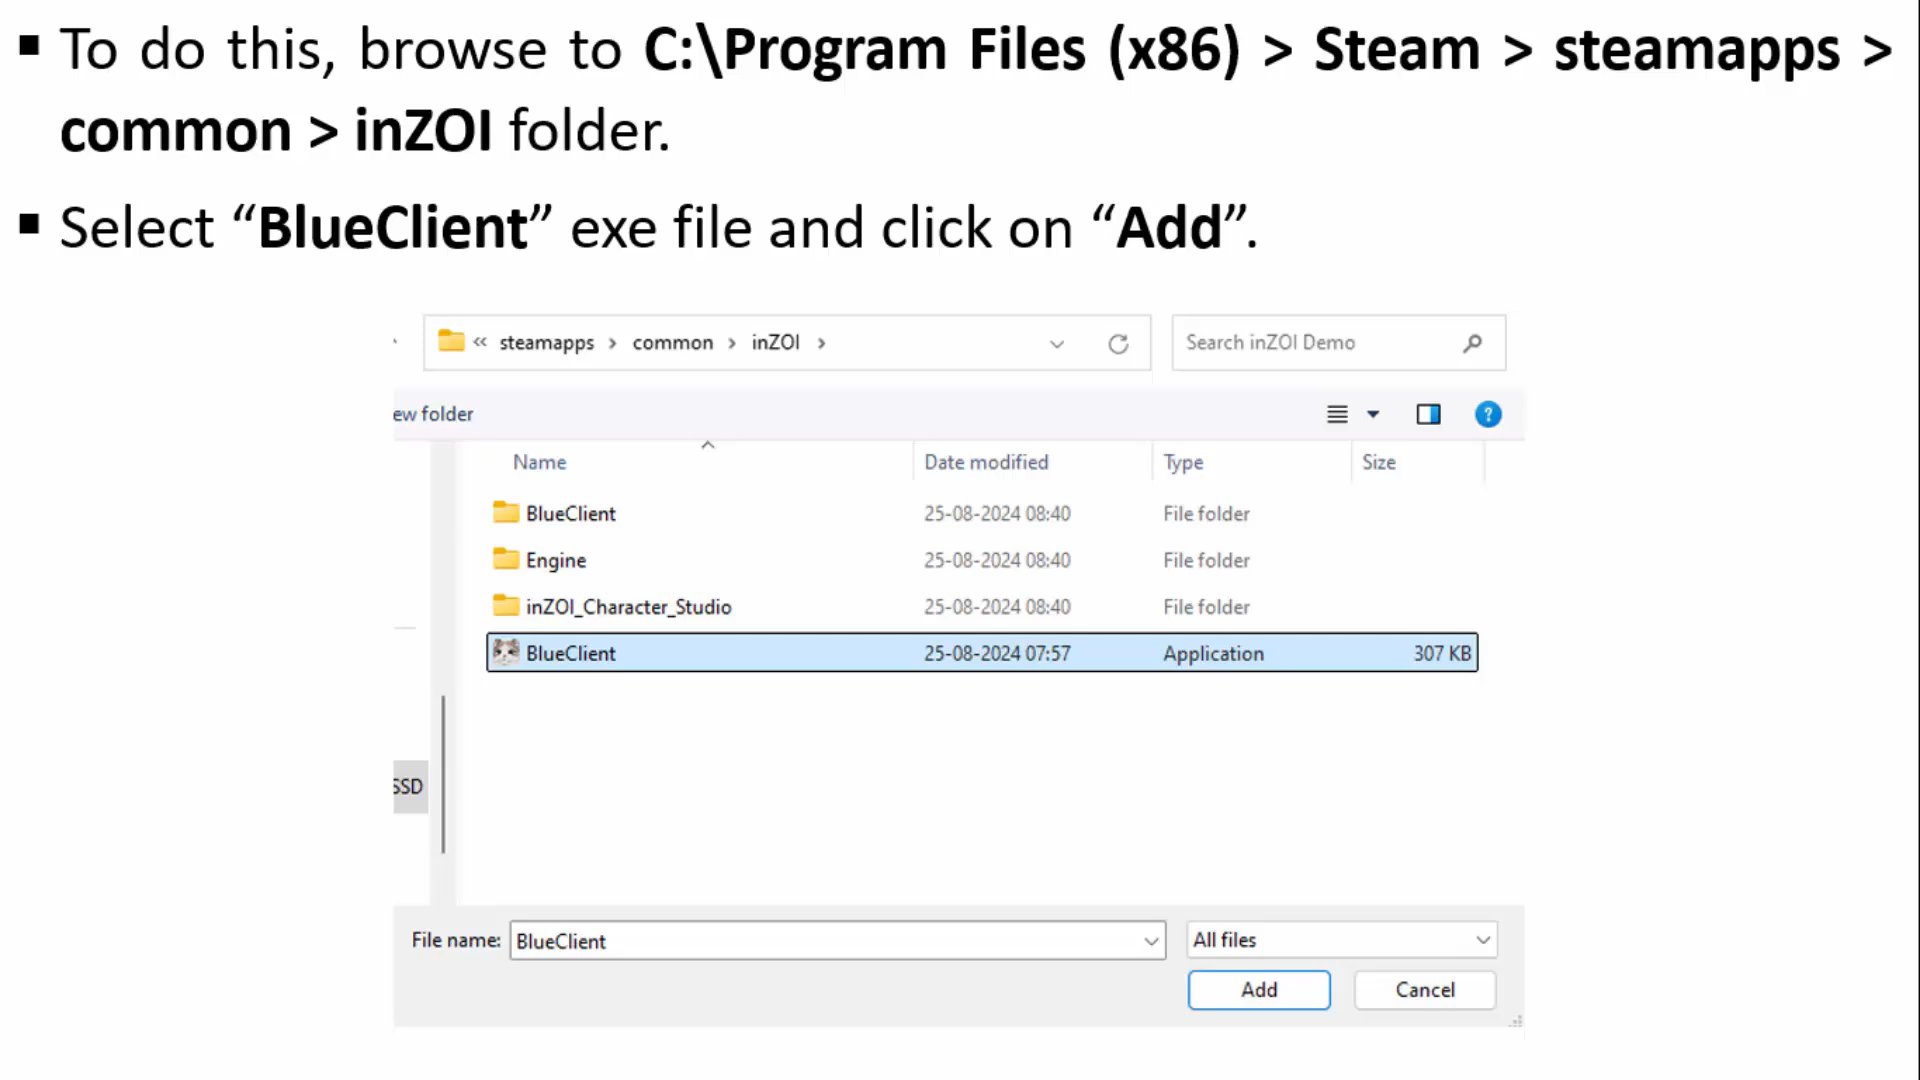 ▪ To do this, browse to C:\Program Files (x86) > Steam > steamapps >
common > inZOI folder.
▪ Select “BlueClient” exe file and click on “Add”.
« steamapps > common > inZOI >
Search inZOI Demo
ew folder
Name Date modified Type Size
BlueClient 25-08-2024 08:40 File folder
Engine 25-08-2024 08:40 File folder
inZOI_Character_Studio 25-08-2024 08:40 File folder
BlueClient 25-08-2024 07:57 Application 307 KB
SSD
File name: BlueClient All files
Add Cancel